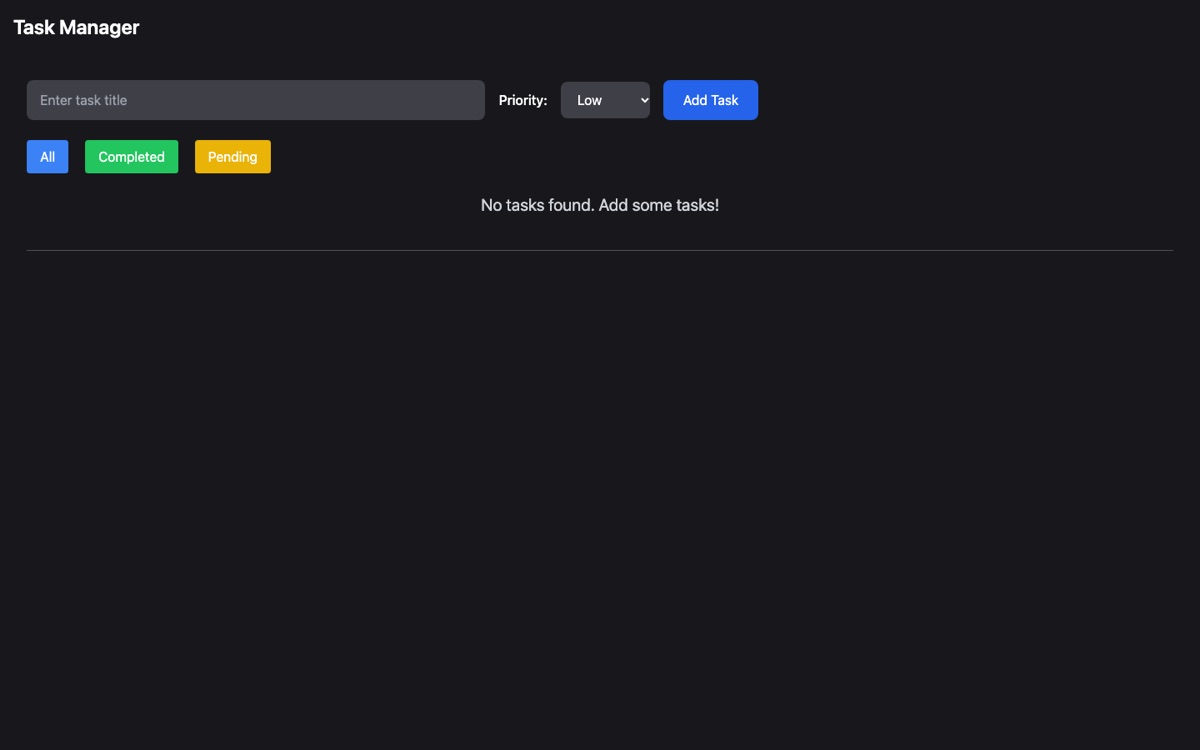 Task Manager
Enter task title
Priority:
Low
Add Task
All
Completed
Pending
No tasks found. Add some tasks!